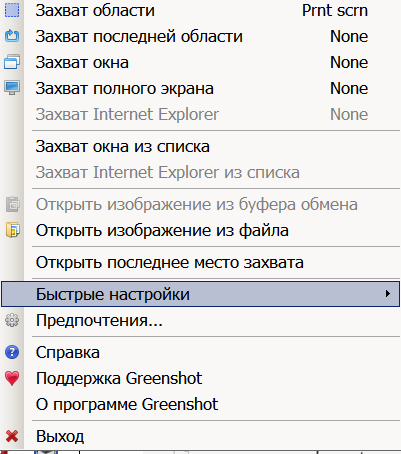 Захват области Prnt scrn
Захват последней области None
Захват окна None
Захват полного экрана None
Захват Internet Explorer None
Захват окна из списка
Захват Internet Explorer из списка
Открыть изображение из буфера обмена
Открыть изображение из файла
Открыть последнее место захвата
Быстрые настройки
Предпочтения...
Справка
Поддержка Greenshot
О программе Greenshot
Выход